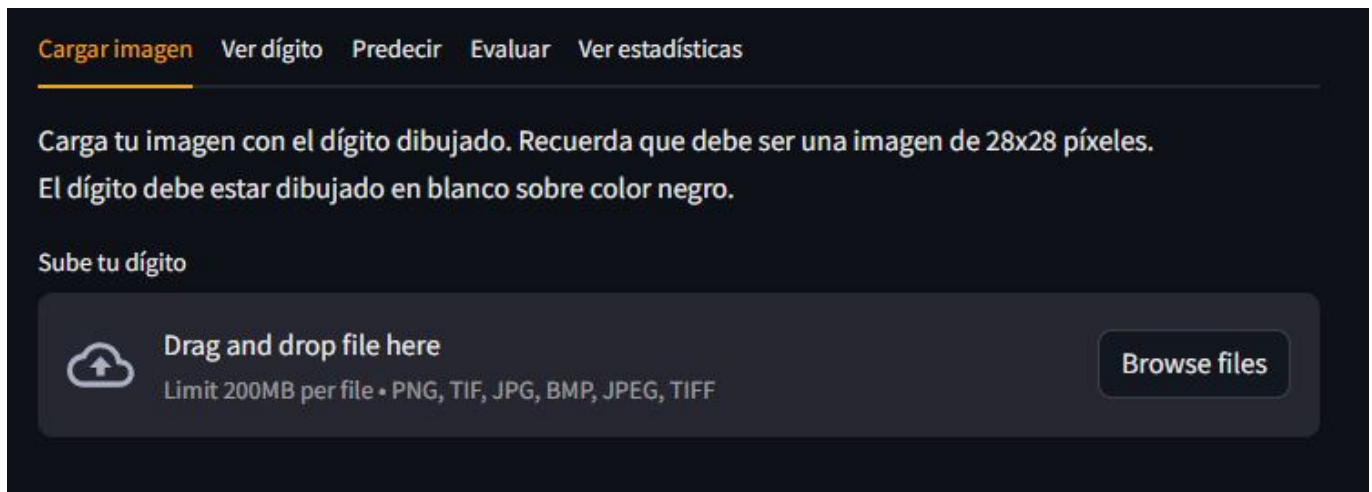 Cargar imagen Ver dígito Predecir Evaluar Ver estadísticas
Carga tu imagen con el dígito dibujado. Recuerda que debe ser una imagen de 28x28 píxeles.
El dígito debe estar dibujado en blanco sobre color negro.
Sube tu dígito
Drag and drop file here
Limit 200MB per file • PNG, TIF, JPG, BMP, JPEG, TIFF
Browse files